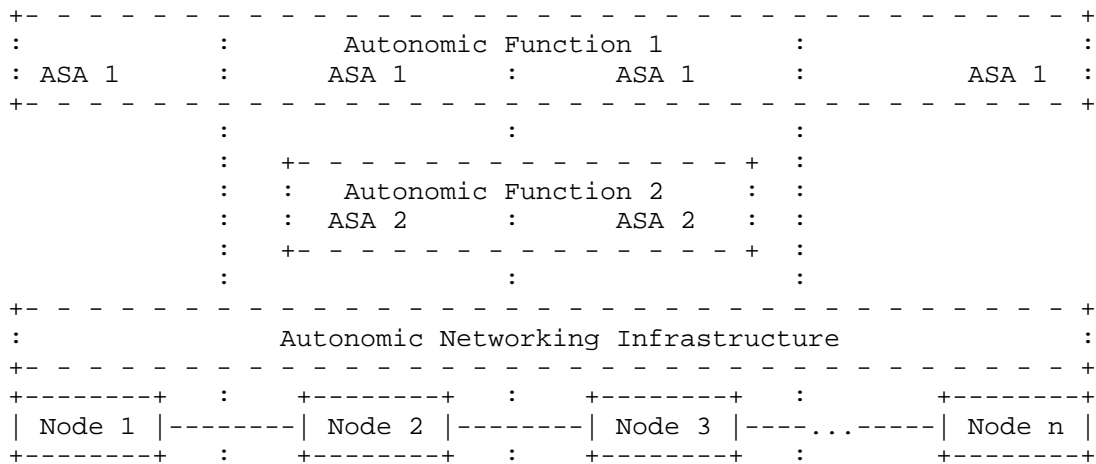 Autonomic Function 1
ASA 1 ASA 1 ASA 1 ASA 1
Autonomic Function 2
ASA 2 ASA 2
Autonomic Networking Infrastructure
Node 1 Node 2 Node 3 ... Node n